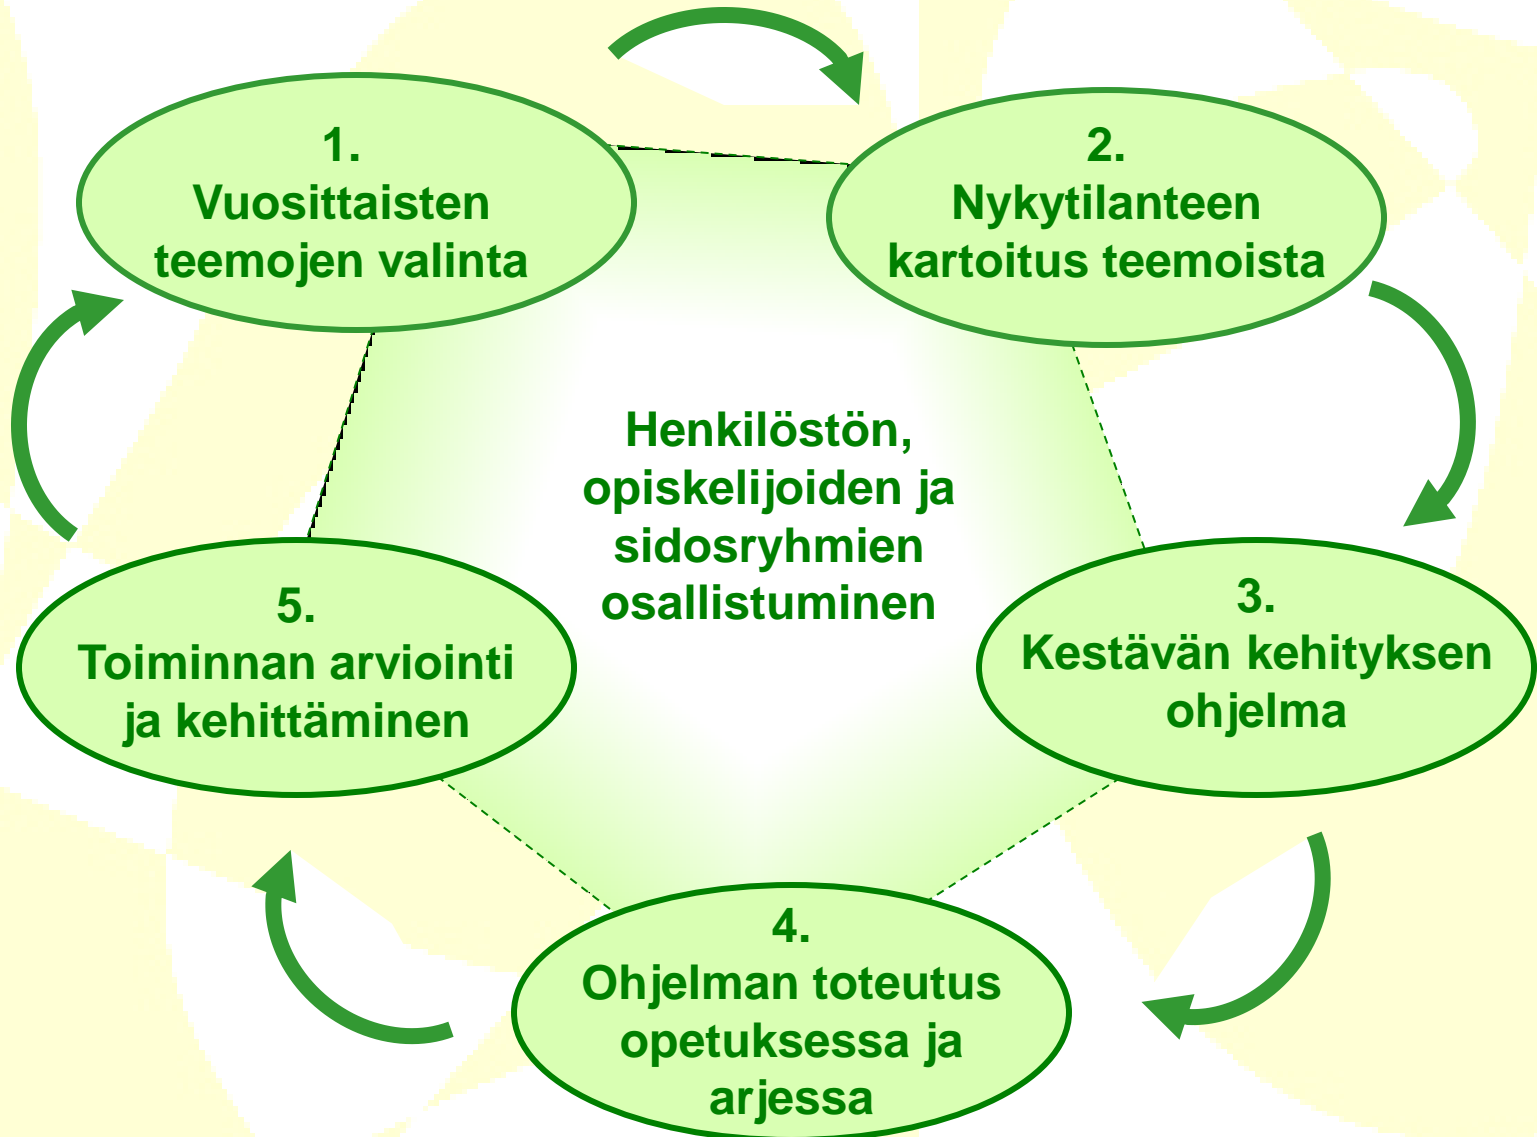 1.
Vuosittaisten
teemojen valinta
2.
Nykytilanteen
kartoitus teemoista
Henkilöstön,
opiskelijoiden ja
sidosryhmien
osallistuminen
3.
Kestävän kehityksen
ohjelma
4.
Ohjelman toteutus
opetuksessa ja
arjessa
5.
Toiminnan arviointi
ja kehittäminen